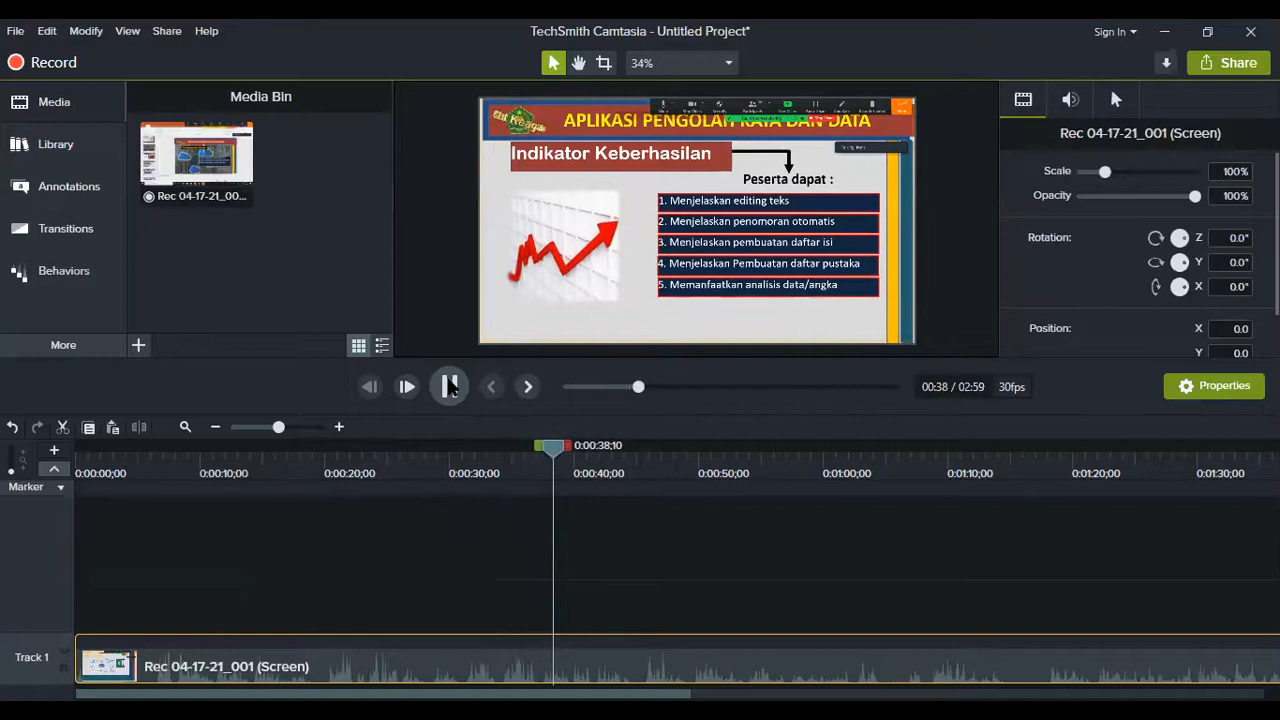 File Edit Modify View Share Help
TechSmith Camtasia - Untitled Project*
Sign In
Record
34%
Share
Media
Media Bin
Library
Annotations
Transitions
Behaviors
More
Rec 04-17-21_00...
APLIKASI PENGOLAH KATA DAN DATA
Indikator Keberhasilan
Peserta dapat :
1. Menjelaskan editing teks
2. Menjelaskan penomoran otomatis
3. Menjelaskan pembuatan daftar isi
4. Menjelaskan Pembuatan daftar pustaka
5. Memanfaatkan analisis data/angka
Rec 04-17-21_001 (Screen)
Scale 100%
Opacity 100%
Rotation: Z 0.0°
Y 0.0°
X 0.0°
Position: X 0.0
Y 0.0
00:38 / 02:59 30fps
Properties
0:00:38;10
0:00:00;00 0:00:10;00 0:00:20;00 0:00:30;00 0:00:40;00 0:00:50;00 0:01:00;00 0:01:10;00 0:01:20;00 0:01:30;00
Marker
Track 1
Rec 04-17-21_001 (Screen)